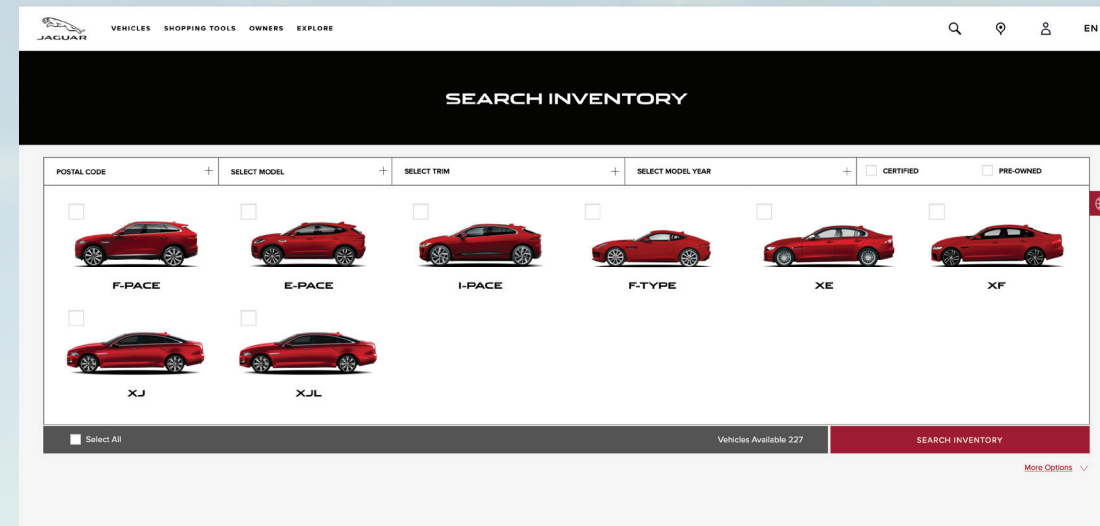 JAGUAR
VEHICLES SHOPPING TOOLS OWNERS EXPLORE EN
SEARCH INVENTORY
POSTAL CODE SELECT MODEL SELECT TRIM SELECT MODEL YEAR CERTIFIED PRE-OWNED
F-PACE E-PACE I-PACE F-TYPE XE XF
XJ XJL
Select All Vehicles Available 227 SEARCH INVENTORY
More Options